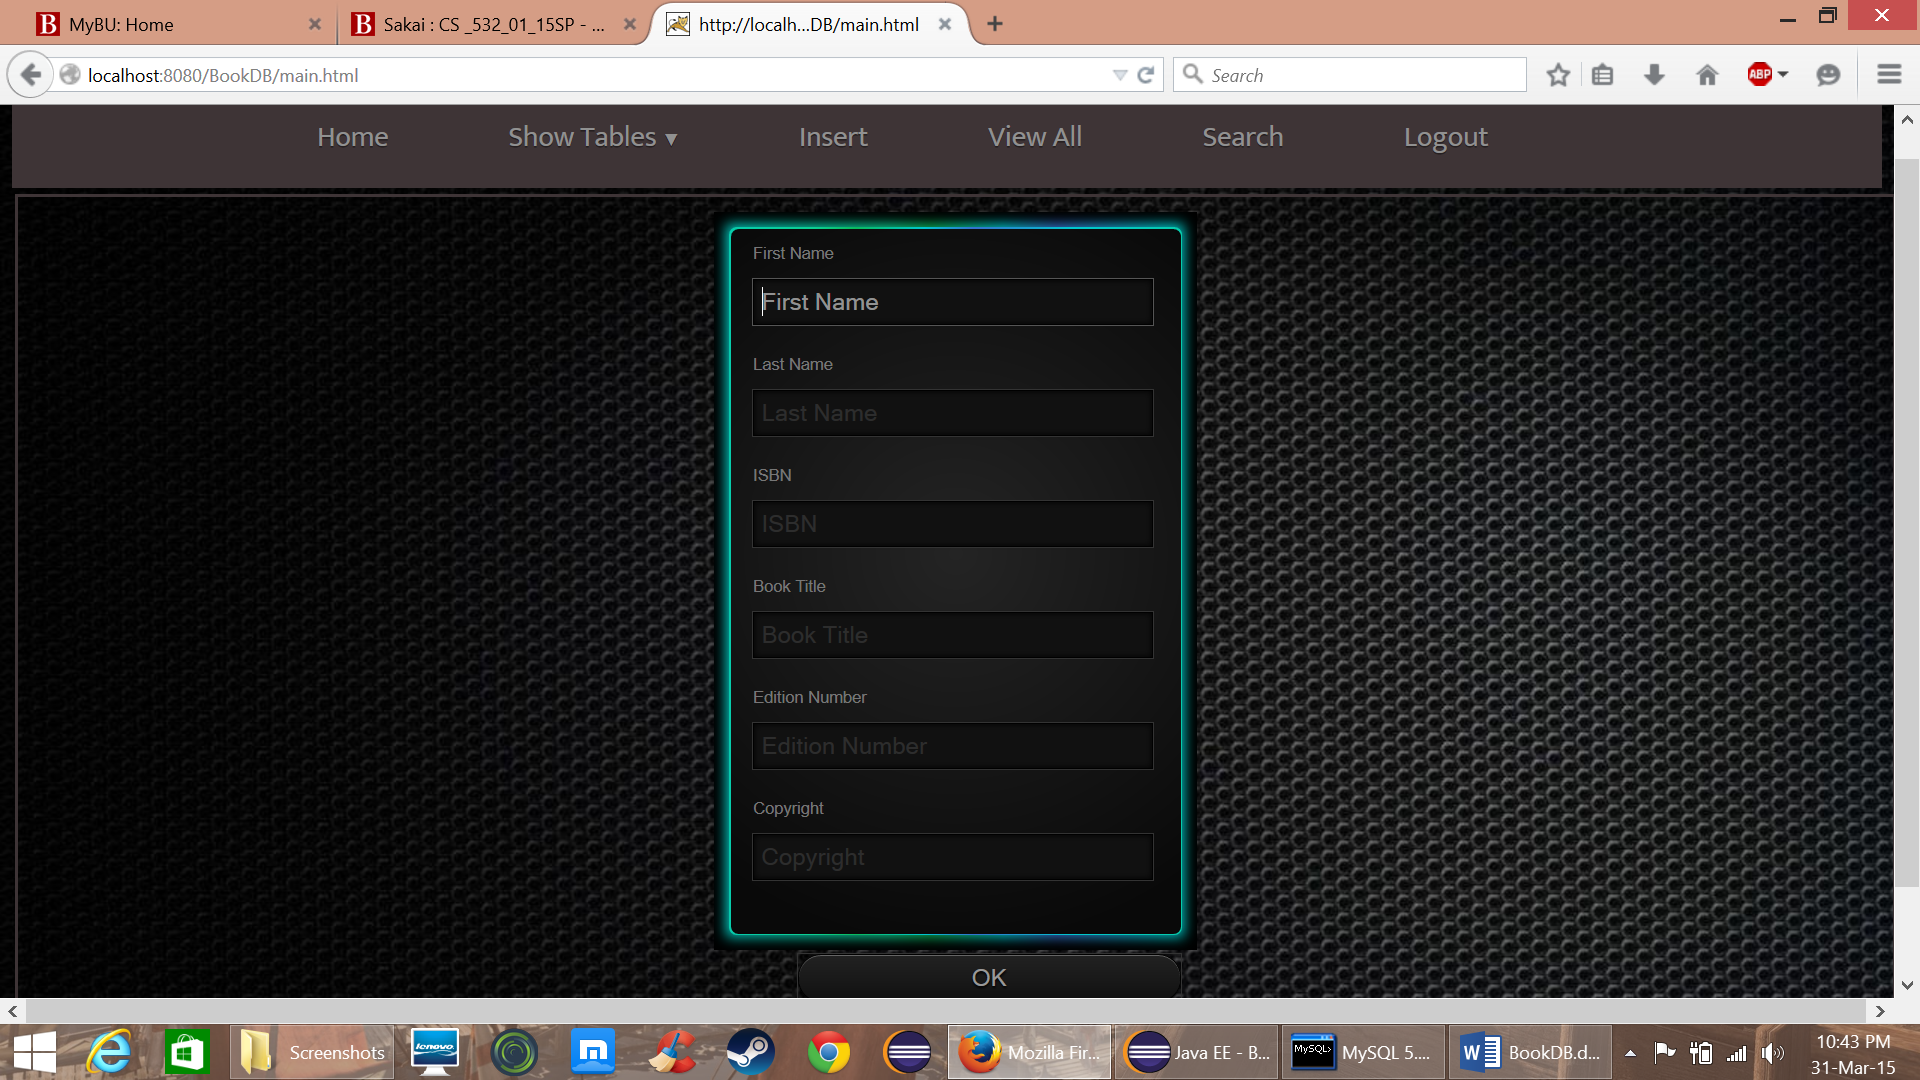 MyBU: Home
Sakai : CS _532_01_15SP - ...
http://localh...DB/main.html
localhost:8080/BookDB/main.html
Search
ABP
Home
Show Tables ▼
Insert
View All
Search
Logout
First Name
First Name
Last Name
Last Name
ISBN
ISBN
Book Title
Book Title
Edition Number
Edition Number
Copyright
Copyright
OK
Screenshots
lenovo
Mozilla Fir...
Java EE - B...
MySQL>
MySQL 5....
BookDB.d...
10:43 PM
31-Mar-15